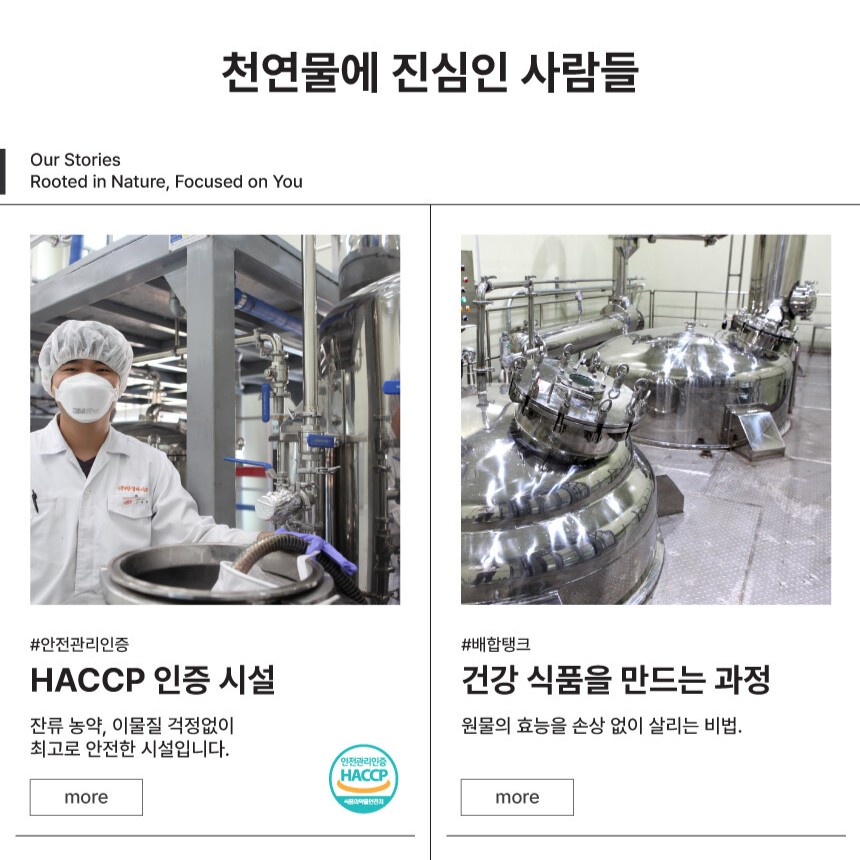 천연물에 진심인 사람들
Our Stories
Rooted in Nature, Focused on You
#안전관리인증
HACCP 인증 시설
잔류 농약, 이물질 걱정없이
최고로 안전한 시설입니다.
안전관리인증
HACCP
식품의약품안전처
more
#배합탱크
건강 식품을 만드는 과정
원물의 효능을 손상 없이 살리는 비법.
more